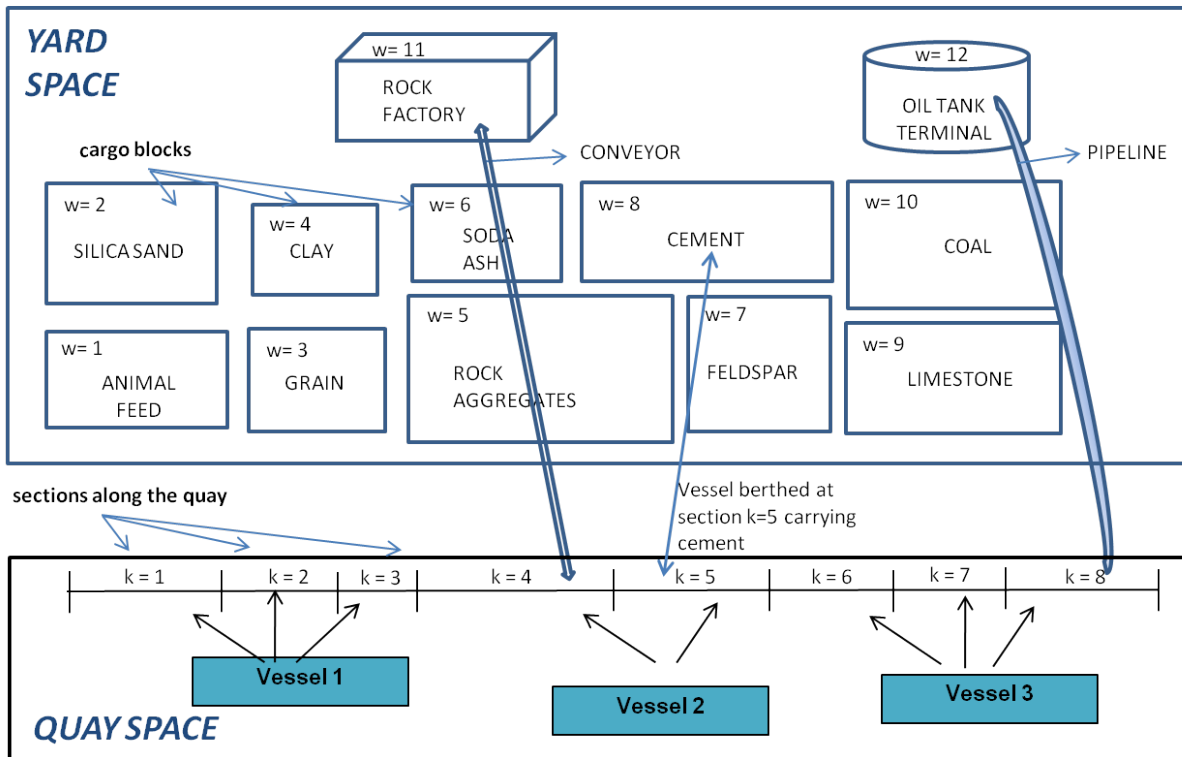 YARD
SPACE
w= 11
ROCK
FACTORY
w= 12
OIL TANK
TERMINAL
cargo blocks
CONVEYOR
PIPELINE
w= 2
SILICA SAND
w= 4
CLAY
w= 6
SODA
ASH
w= 8
CEMENT
w= 10
COAL
w= 1
ANIMAL
FEED
w= 3
GRAIN
w= 5
ROCK
AGGREGATES
w= 7
FELDSPAR
w= 9
LIMESTONE
sections along the quay
Vessel berthed at
section k=5 carrying
cement
k = 1
k = 2
k = 3
k = 4
k = 5
k = 6
k = 7
k = 8
Vessel 1
Vessel 2
Vessel 3
QUAY SPACE